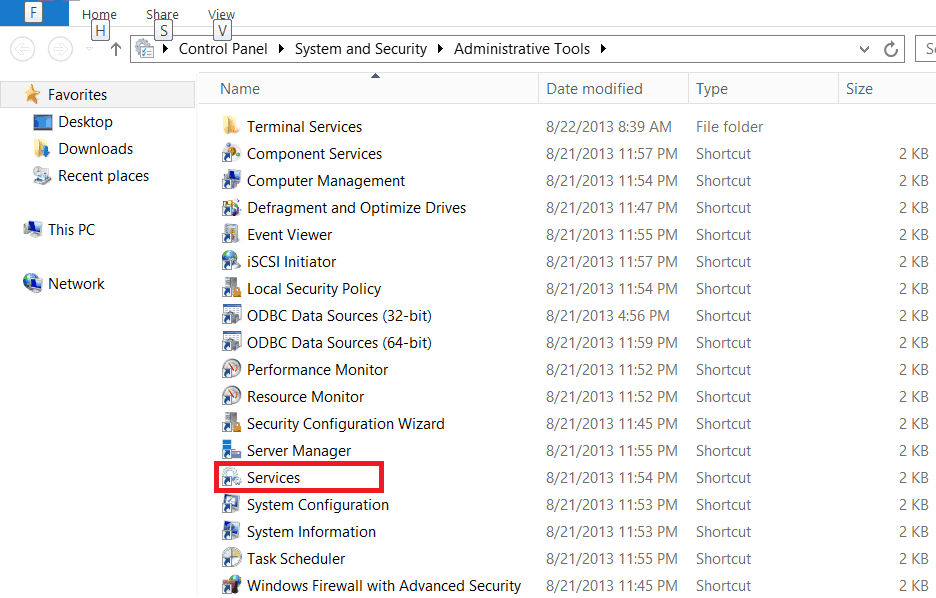 F
Home Share View
H S V
Control Panel System and Security Administrative Tools
Favorites
Desktop
Downloads
Recent places
This PC
Network
Name Date modified Type Size
Terminal Services 8/22/2013 8:39 AM File folder
Component Services 8/21/2013 11:57 PM Shortcut 2 KB
Computer Management 8/21/2013 11:54 PM Shortcut 2 KB
Defragment and Optimize Drives 8/21/2013 11:47 PM Shortcut 2 KB
Event Viewer 8/21/2013 11:55 PM Shortcut 2 KB
iSCSI Initiator 8/21/2013 11:57 PM Shortcut 2 KB
Local Security Policy 8/21/2013 11:54 PM Shortcut 2 KB
ODBC Data Sources (32-bit) 8/21/2013 4:56 PM Shortcut 2 KB
ODBC Data Sources (64-bit) 8/21/2013 11:59 PM Shortcut 2 KB
Performance Monitor 8/21/2013 11:52 PM Shortcut 2 KB
Resource Monitor 8/21/2013 11:52 PM Shortcut 2 KB
Security Configuration Wizard 8/21/2013 11:45 PM Shortcut 2 KB
Server Manager 8/21/2013 11:55 PM Shortcut 2 KB
Services 8/21/2013 11:54 PM Shortcut 2 KB
System Configuration 8/21/2013 11:53 PM Shortcut 2 KB
System Information 8/21/2013 11:53 PM Shortcut 2 KB
Task Scheduler 8/21/2013 11:55 PM Shortcut 2 KB
Windows Firewall with Advanced Security 8/21/2013 11:45 PM Shortcut 2 KB